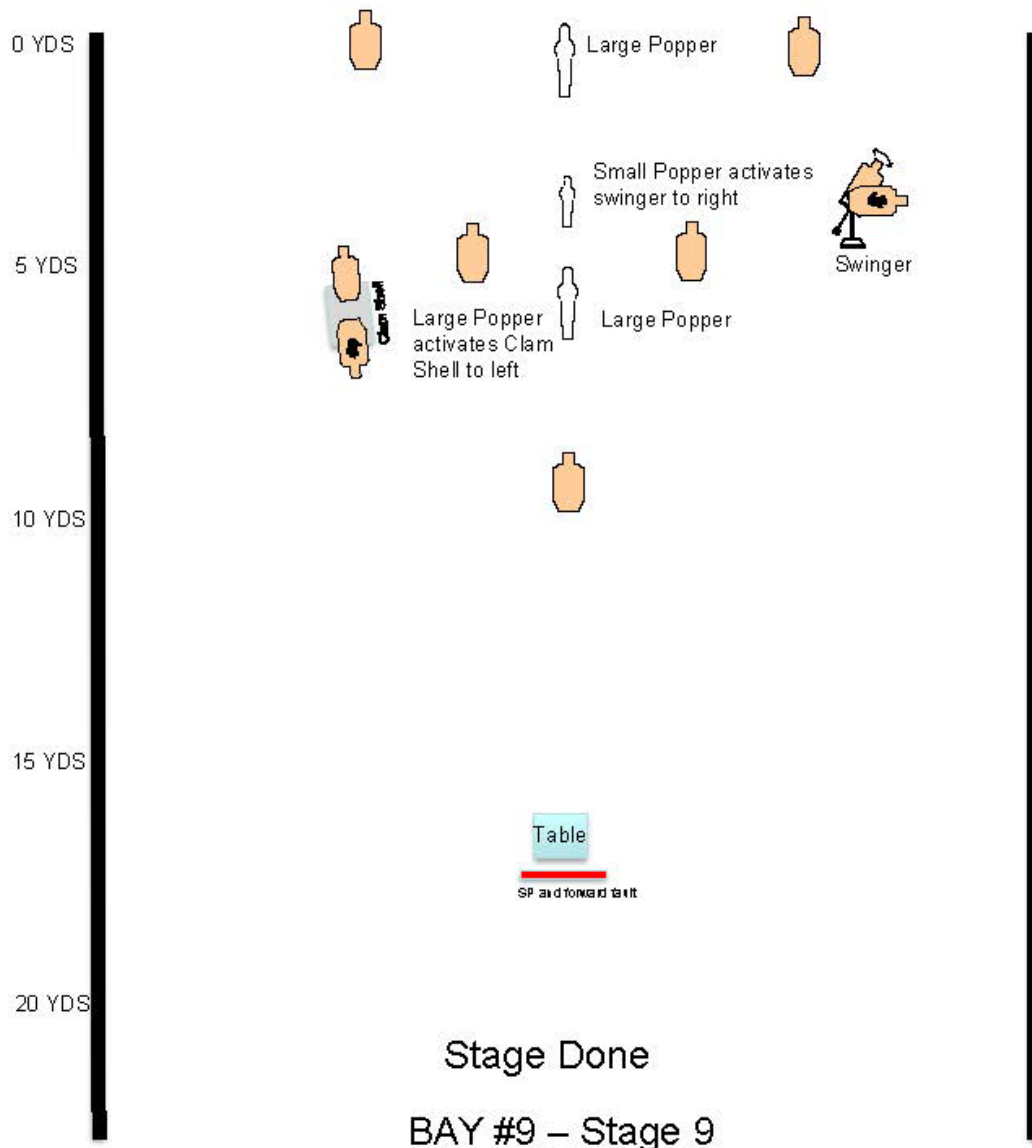 0 YDS
Large Popper
Small Popper activates
swinger to right
5 YDS
Swinger
Clam Shell
Large Popper
activates Clam
Shell to left
Large Popper
10 YDS
15 YDS
Table
SP and forward fault
20 YDS
Stage Done
BAY #9 – Stage 9